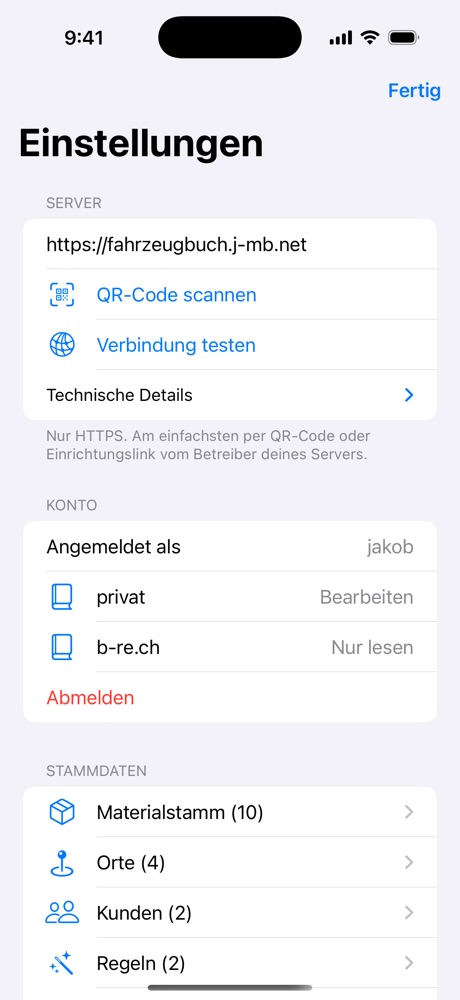 9:41
Fertig
Einstellungen
SERVER
https://fahrzeugbuch.j-mb.net
QR-Code scannen
Verbindung testen
Technische Details
Nur HTTPS. Am einfachsten per QR-Code oder
Einrichtungslink vom Betreiber deines Servers.
KONTO
Angemeldet als jakob
privat Bearbeiten
b-re.ch Nur lesen
Abmelden
STAMMDATEN
Materialstamm (10)
Orte (4)
Kunden (2)
Regeln (2)